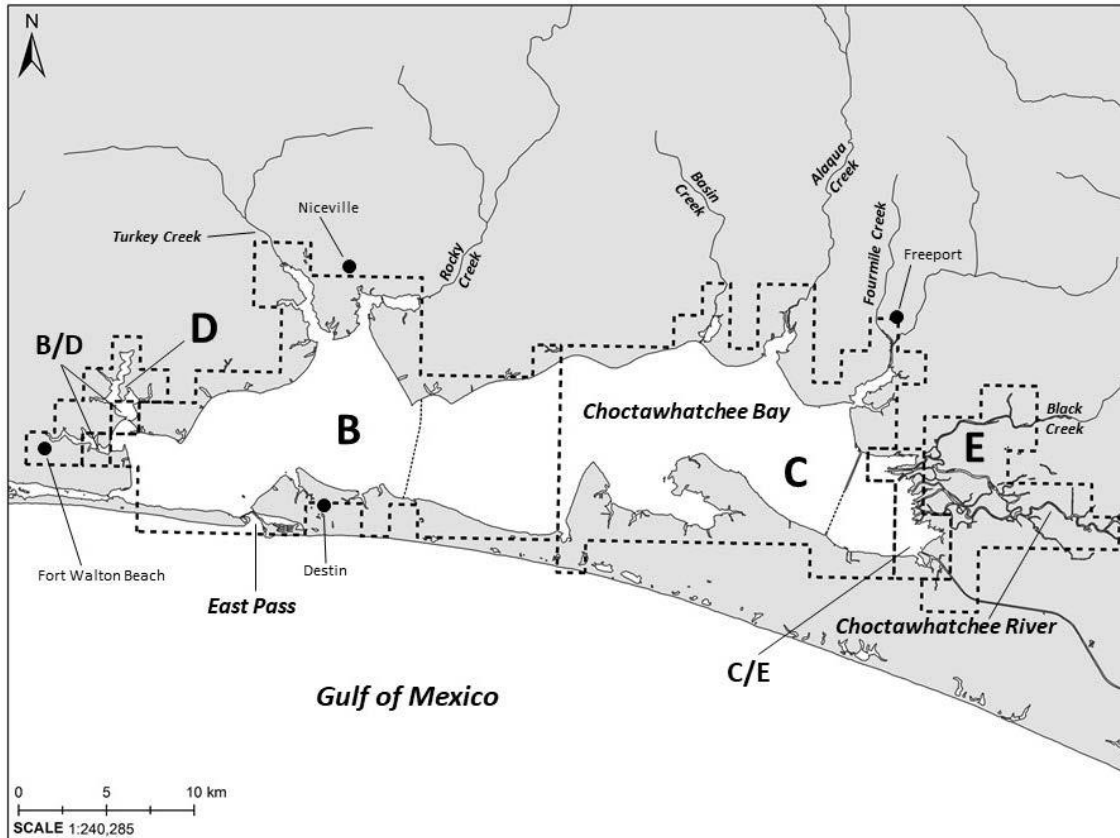 N
Niceville
Turkey Creek
Rocky
Creek
Basin
Creek
Alaqua
Creek
Fourmile Creek
Freeport
B/D
D
B
Choctawhatchee Bay
C
E
Black
Creek
Fort Walton Beach
Destin
East Pass
Choctawhatchee River
C/E
Gulf of Mexico
0 5 10 km
SCALE 1:240,285